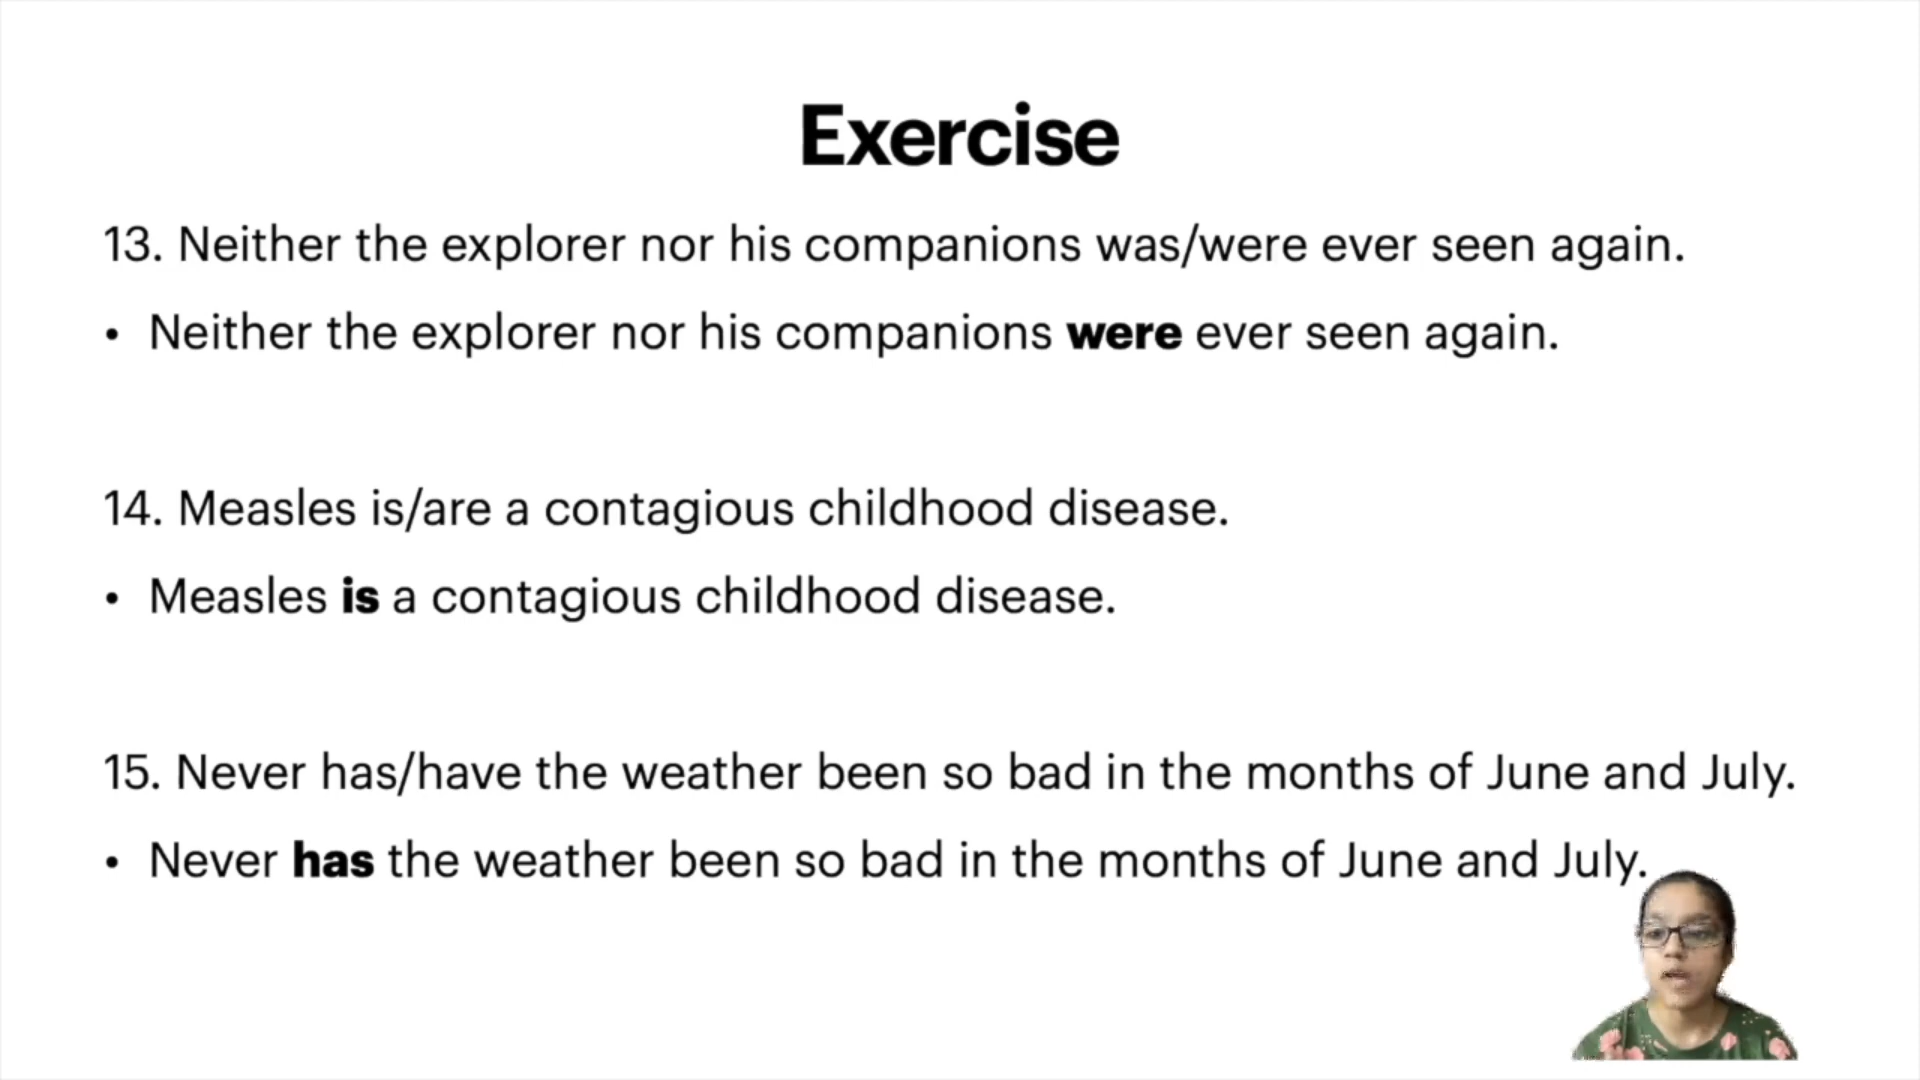 Exercise
13. Neither the explorer nor his companions was/were ever seen again.
• Neither the explorer nor his companions were ever seen again.
14. Measles is/are a contagious childhood disease.
• Measles is a contagious childhood disease.
15. Never has/have the weather been so bad in the months of June and July.
• Never has the weather been so bad in the months of June and July.